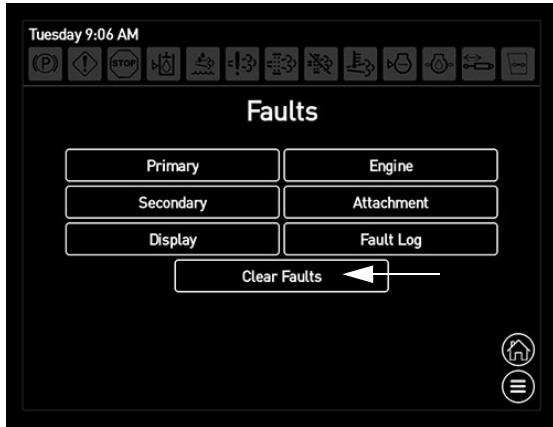 Tuesday 9:06 AM
(P)
STOP
Faults
Primary Engine
Secondary Attachment
Display Fault Log
Clear Faults